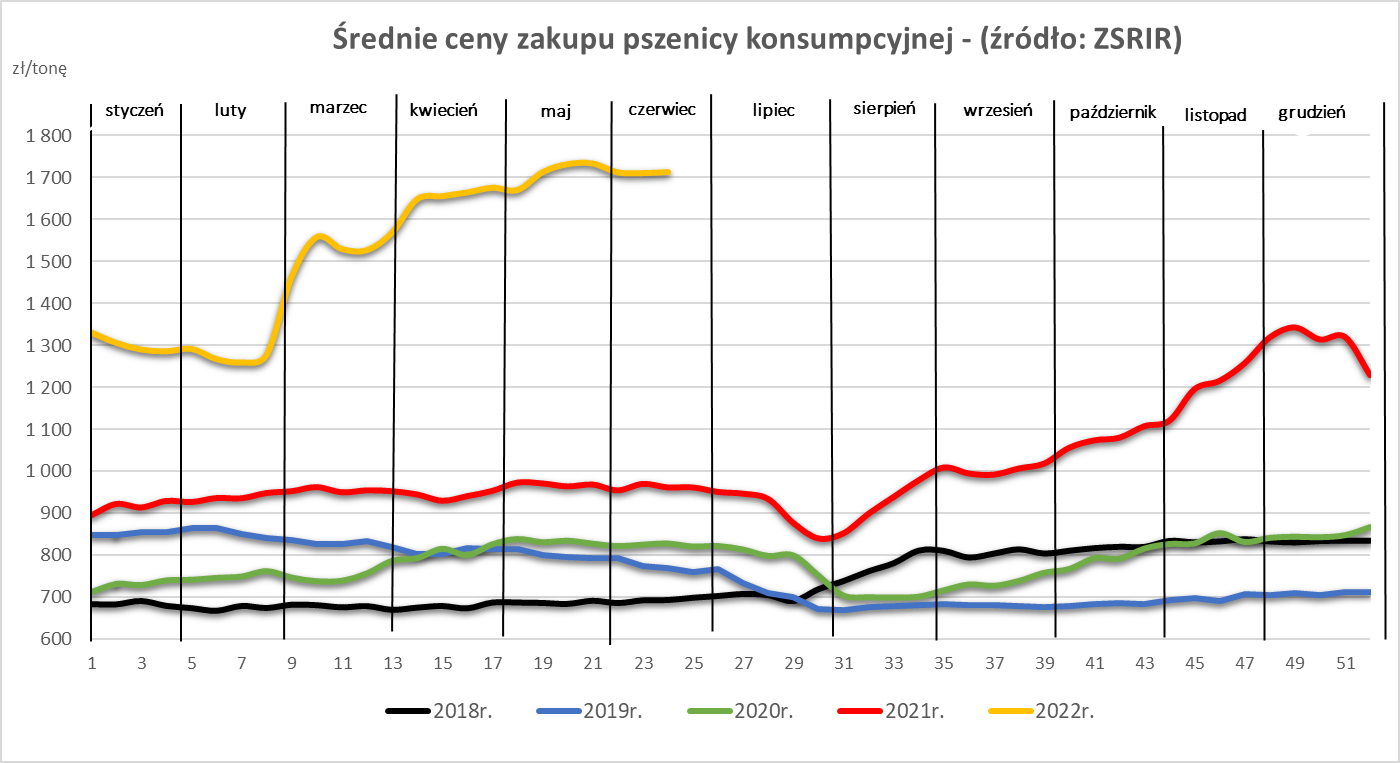 Średnie ceny zakupu pszenicy konsumpcyjnej - (źródło: ZSRIR)
zł/tonę
styczeń luty marzec kwiecień maj czerwiec lipiec sierpień wrzesień październik listopad grudzień
1 800
1 700
1 600
1 500
1 400
1 300
1 200
1 100
1 000
900
800
700
600
1 3 5 7 9 11 13 15 17 19 21 23 25 27 29 31 33 35 37 39 41 43 45 47 49 51
2018r. 2019r. 2020r. 2021r. 2022r.